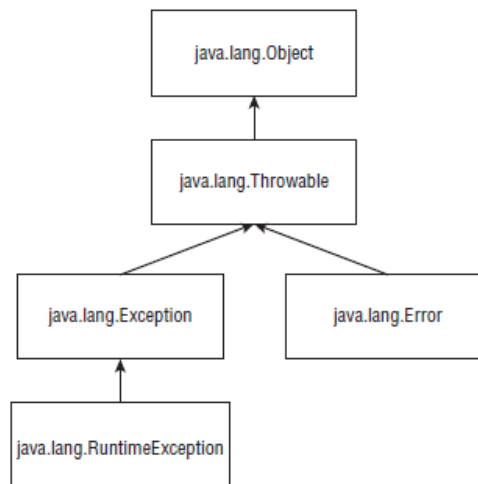 java.lang.Object
java.lang.Throwable
java.lang.Exception
java.lang.Error
java.lang.RuntimeException